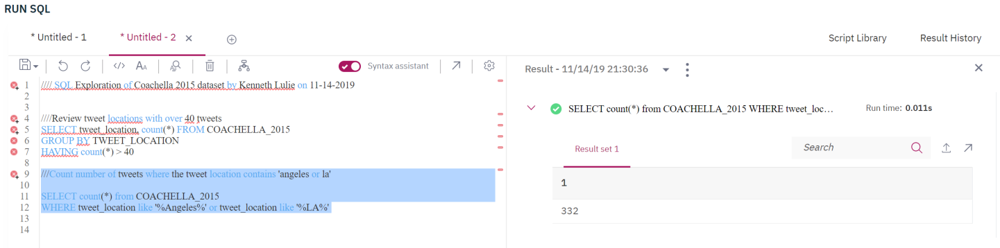 RUN SQL
* Untitled - 1
* Untitled - 2
Script Library
Result History
Syntax assistant
Result - 11/14/19 21:30:36
1 //// SQL Exploration of Coachella 2015 dataset by Kenneth Lulie on 11-14-2019
2
3
4 ////Review tweet locations with over 40 tweets
5 SELECT tweet_location, count(*) FROM COACHELLA_2015
6 GROUP BY TWEET_LOCATION
7 HAVING count(*) > 40
8
9 ///Count number of tweets where the tweet location contains 'angeles or la'
10
11 SELECT count(*) from COACHELLA_2015
12 WHERE tweet_location like '%Angeles%' or tweet_location like '%LA%'
13
14
SELECT count(*) from COACHELLA_2015 WHERE tweet_loc...
Run time: 0.011s
Result set 1
Search
1
332